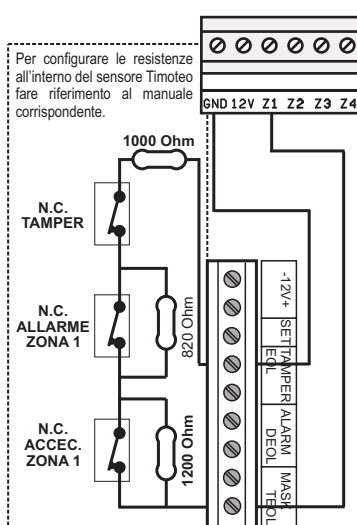 Per configurare le resistenze
all'interno del sensore Timoteo
fare riferimento al manuale
corrispondente.
GND 12V Z1 Z2 Z3 Z4
1000 Ohm
N.C.
TAMPER
N.C.
ALLARME
ZONA 1
820 Ohm
N.C.
ACCEC.
ZONA 1
1200 Ohm
-12V+
SET
TAMPER
EOL
ALARM
DEOL
MASK
TEOL